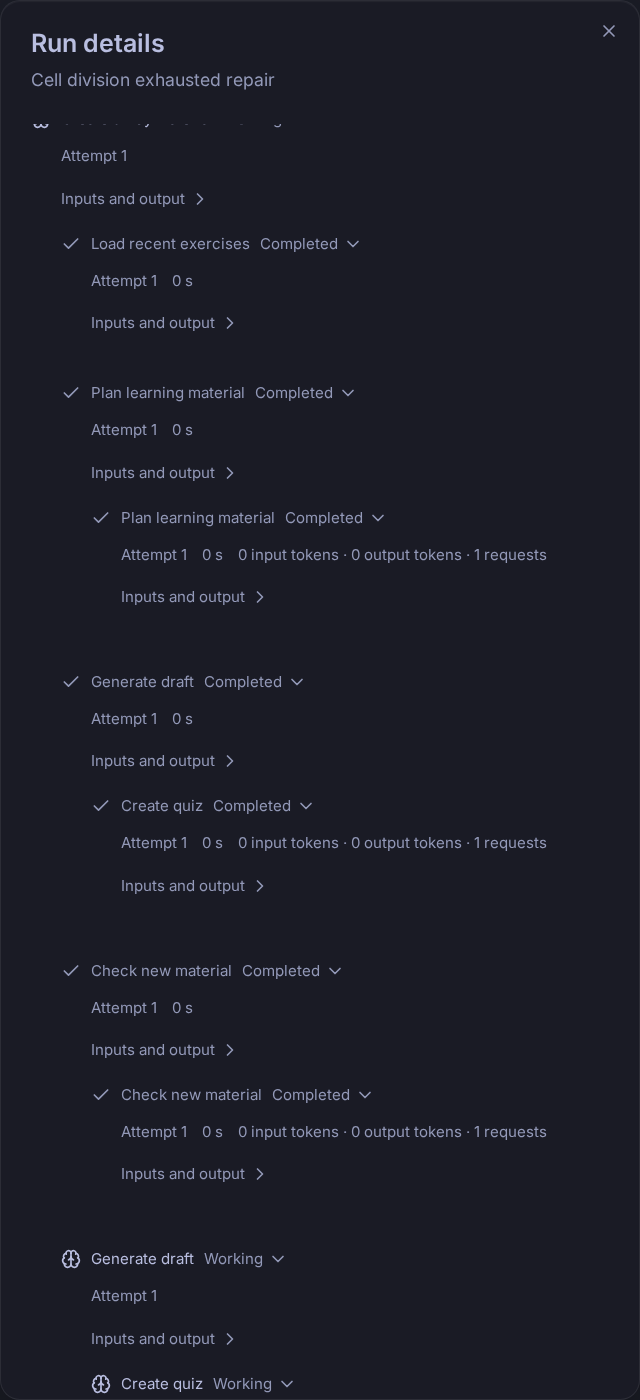 Run details
Cell division exhausted repair
Attempt 1
Inputs and output
Load recent exercises Completed
Attempt 1 0 s
Inputs and output
Plan learning material Completed
Attempt 1 0 s
Inputs and output
Plan learning material Completed
Attempt 1 0 s 0 input tokens · 0 output tokens · 1 requests
Inputs and output
Generate draft Completed
Attempt 1 0 s
Inputs and output
Create quiz Completed
Attempt 1 0 s 0 input tokens · 0 output tokens · 1 requests
Inputs and output
Check new material Completed
Attempt 1 0 s
Inputs and output
Check new material Completed
Attempt 1 0 s 0 input tokens · 0 output tokens · 1 requests
Inputs and output
Generate draft Working
Attempt 1
Inputs and output
Create quiz Working